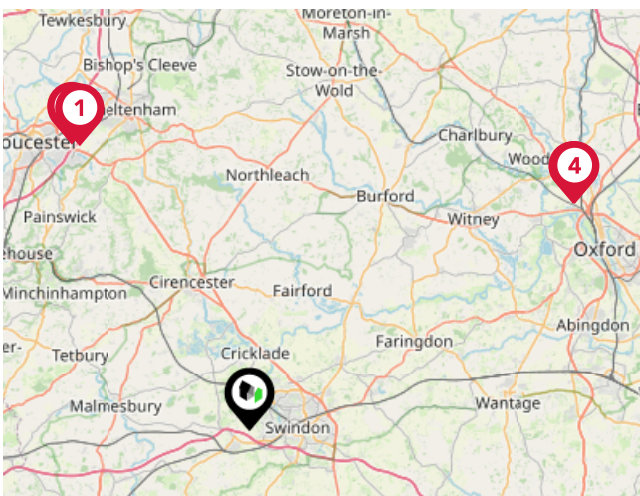 Tewkesbury
Moreton-in-
Marsh
Bishop's Cleeve
Stow-on-the-
Wold
1
eltenham
oucester
Charlbury
Wood
4
Northleach
Burford
Painswick
Witney
ehouse
Oxford
Cirencester
Minchinhampton
Fairford
Abingdon
er-
Tetbury
Cricklade
Faringdon
Malmesbury
Wantage
Swindon